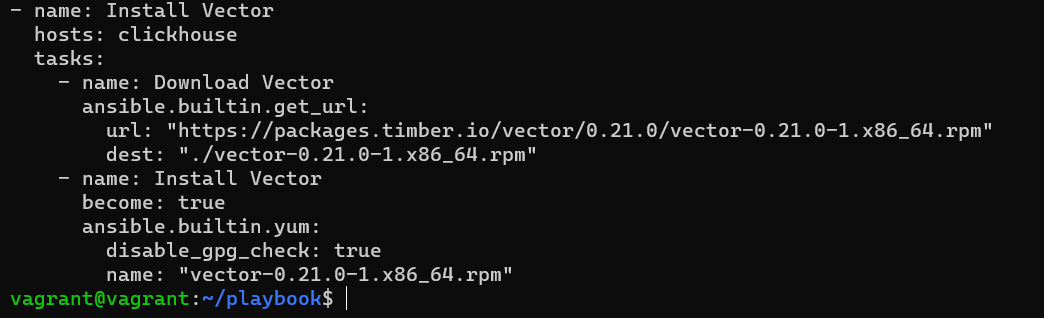 - name: Install Vector
  hosts: clickhouse
  tasks:
    - name: Download Vector
      ansible.builtin.get_url:
        url: "https://packages.timber.io/vector/0.21.0/vector-0.21.0-1.x86_64.rpm"
        dest: "./vector-0.21.0-1.x86_64.rpm"
    - name: Install Vector
      become: true
      ansible.builtin.yum:
        disable_gpg_check: true
        name: "vector-0.21.0-1.x86_64.rpm"
vagrant@vagrant:~/playbook$